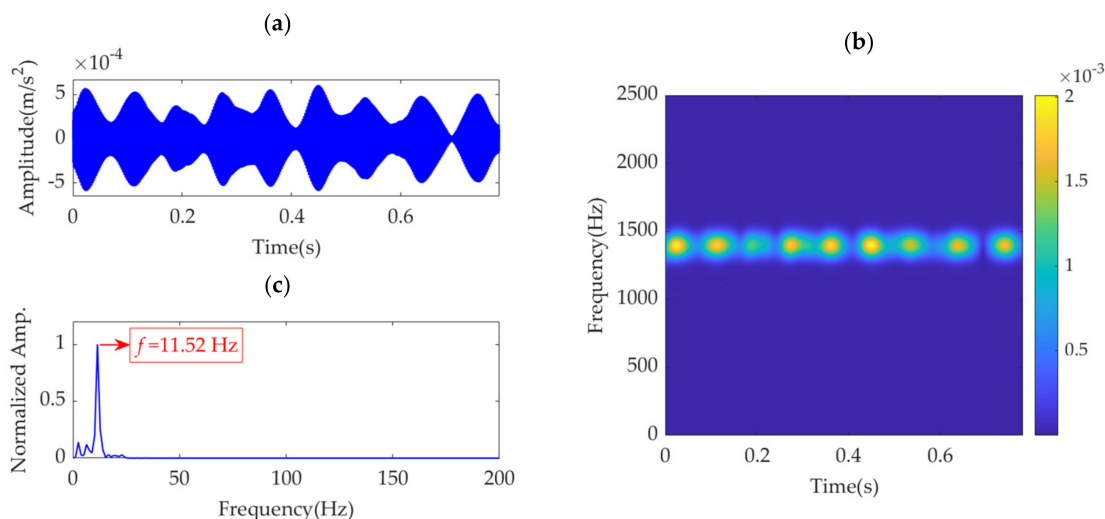 (a)
×10⁻⁴
Amplitude(m/s²)
5
0
-5
0 0.2 0.4 0.6
Time(s)
(c)
Normalized Amp.
1
0.5
0
f=11.52 Hz
0 50 100 150 200
Frequency(Hz)
(b)
×10⁻³
Frequency(Hz)
2500
2000
1500
1000
500
0
0 0.2 0.4 0.6
Time(s)
2
1.5
1
0.5